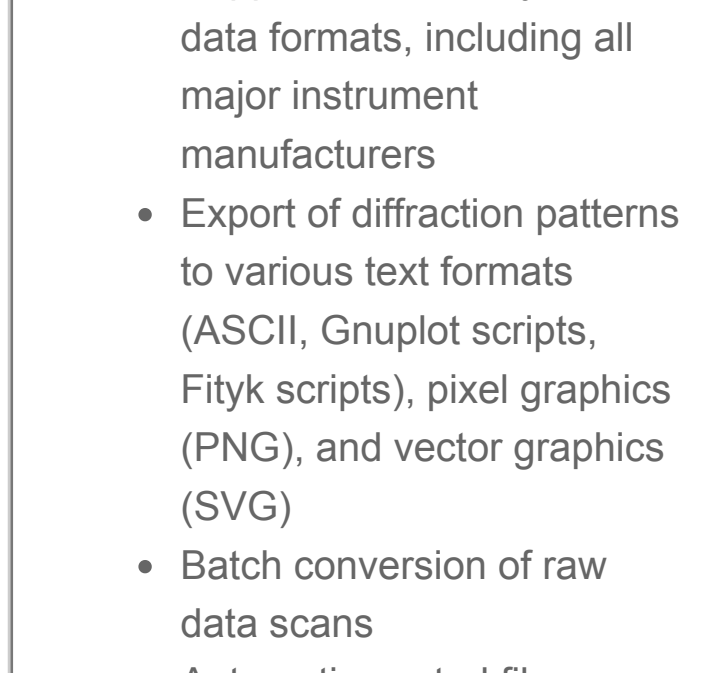 data formats, including all
major instrument
manufacturers
• Export of diffraction patterns
to various text formats
(ASCII, Gnuplot scripts,
Fityk scripts), pixel graphics
(PNG), and vector graphics
(SVG)
• Batch conversion of raw
data scans